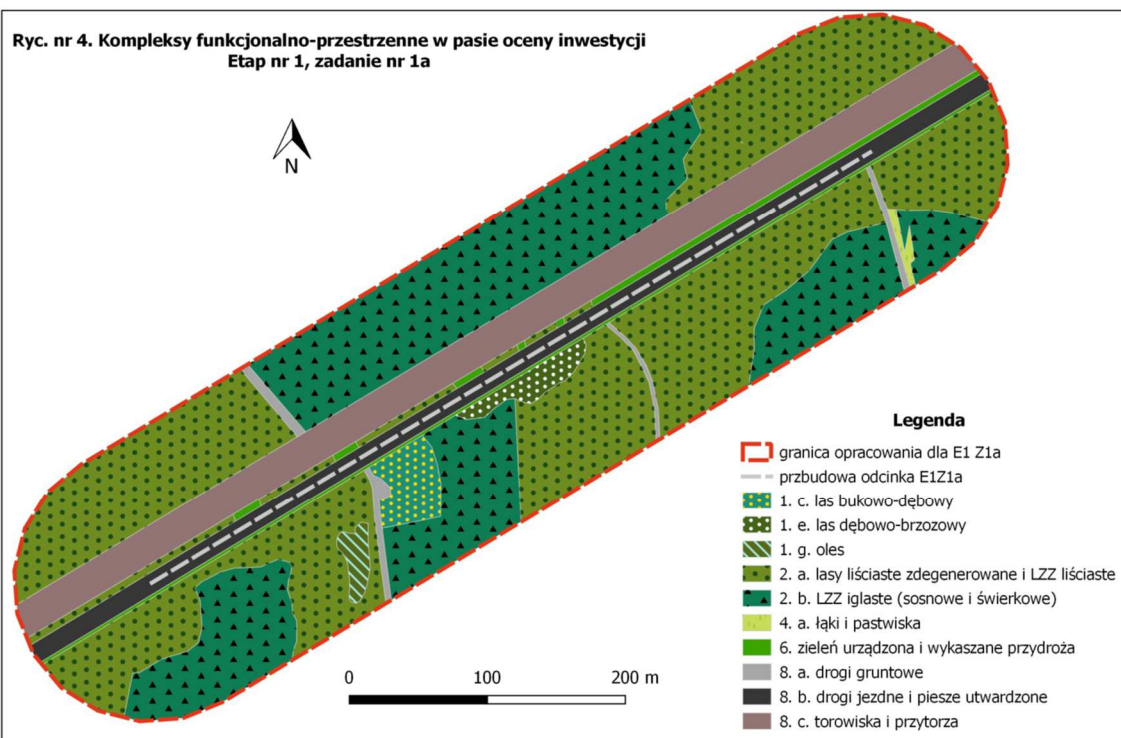 Ryc. nr 4. Kompleksy funkcjonalno-przestrzenne w pasie oceny inwestycji
Etap nr 1, zadanie nr 1a
N
Legenda
granica opracowania dla E1 Z1a
przbudowa odcinka E1Z1a
1. c. las bukowo-dębowy
1. e. las dębowo-brzozowy
1. g. oles
2. a. lasy liściaste zdegenerowane i LZZ liściaste
2. b. LZZ iglaste (sosnowe i świerkowe)
4. a. łąki i pastwiska
6. zieleń urządzona i wykaszane przydroża
8. a. drogi gruntowe
8. b. drogi jezdne i piesze utwardzone
8. c. torowiska i przytorza
0 100 200 m